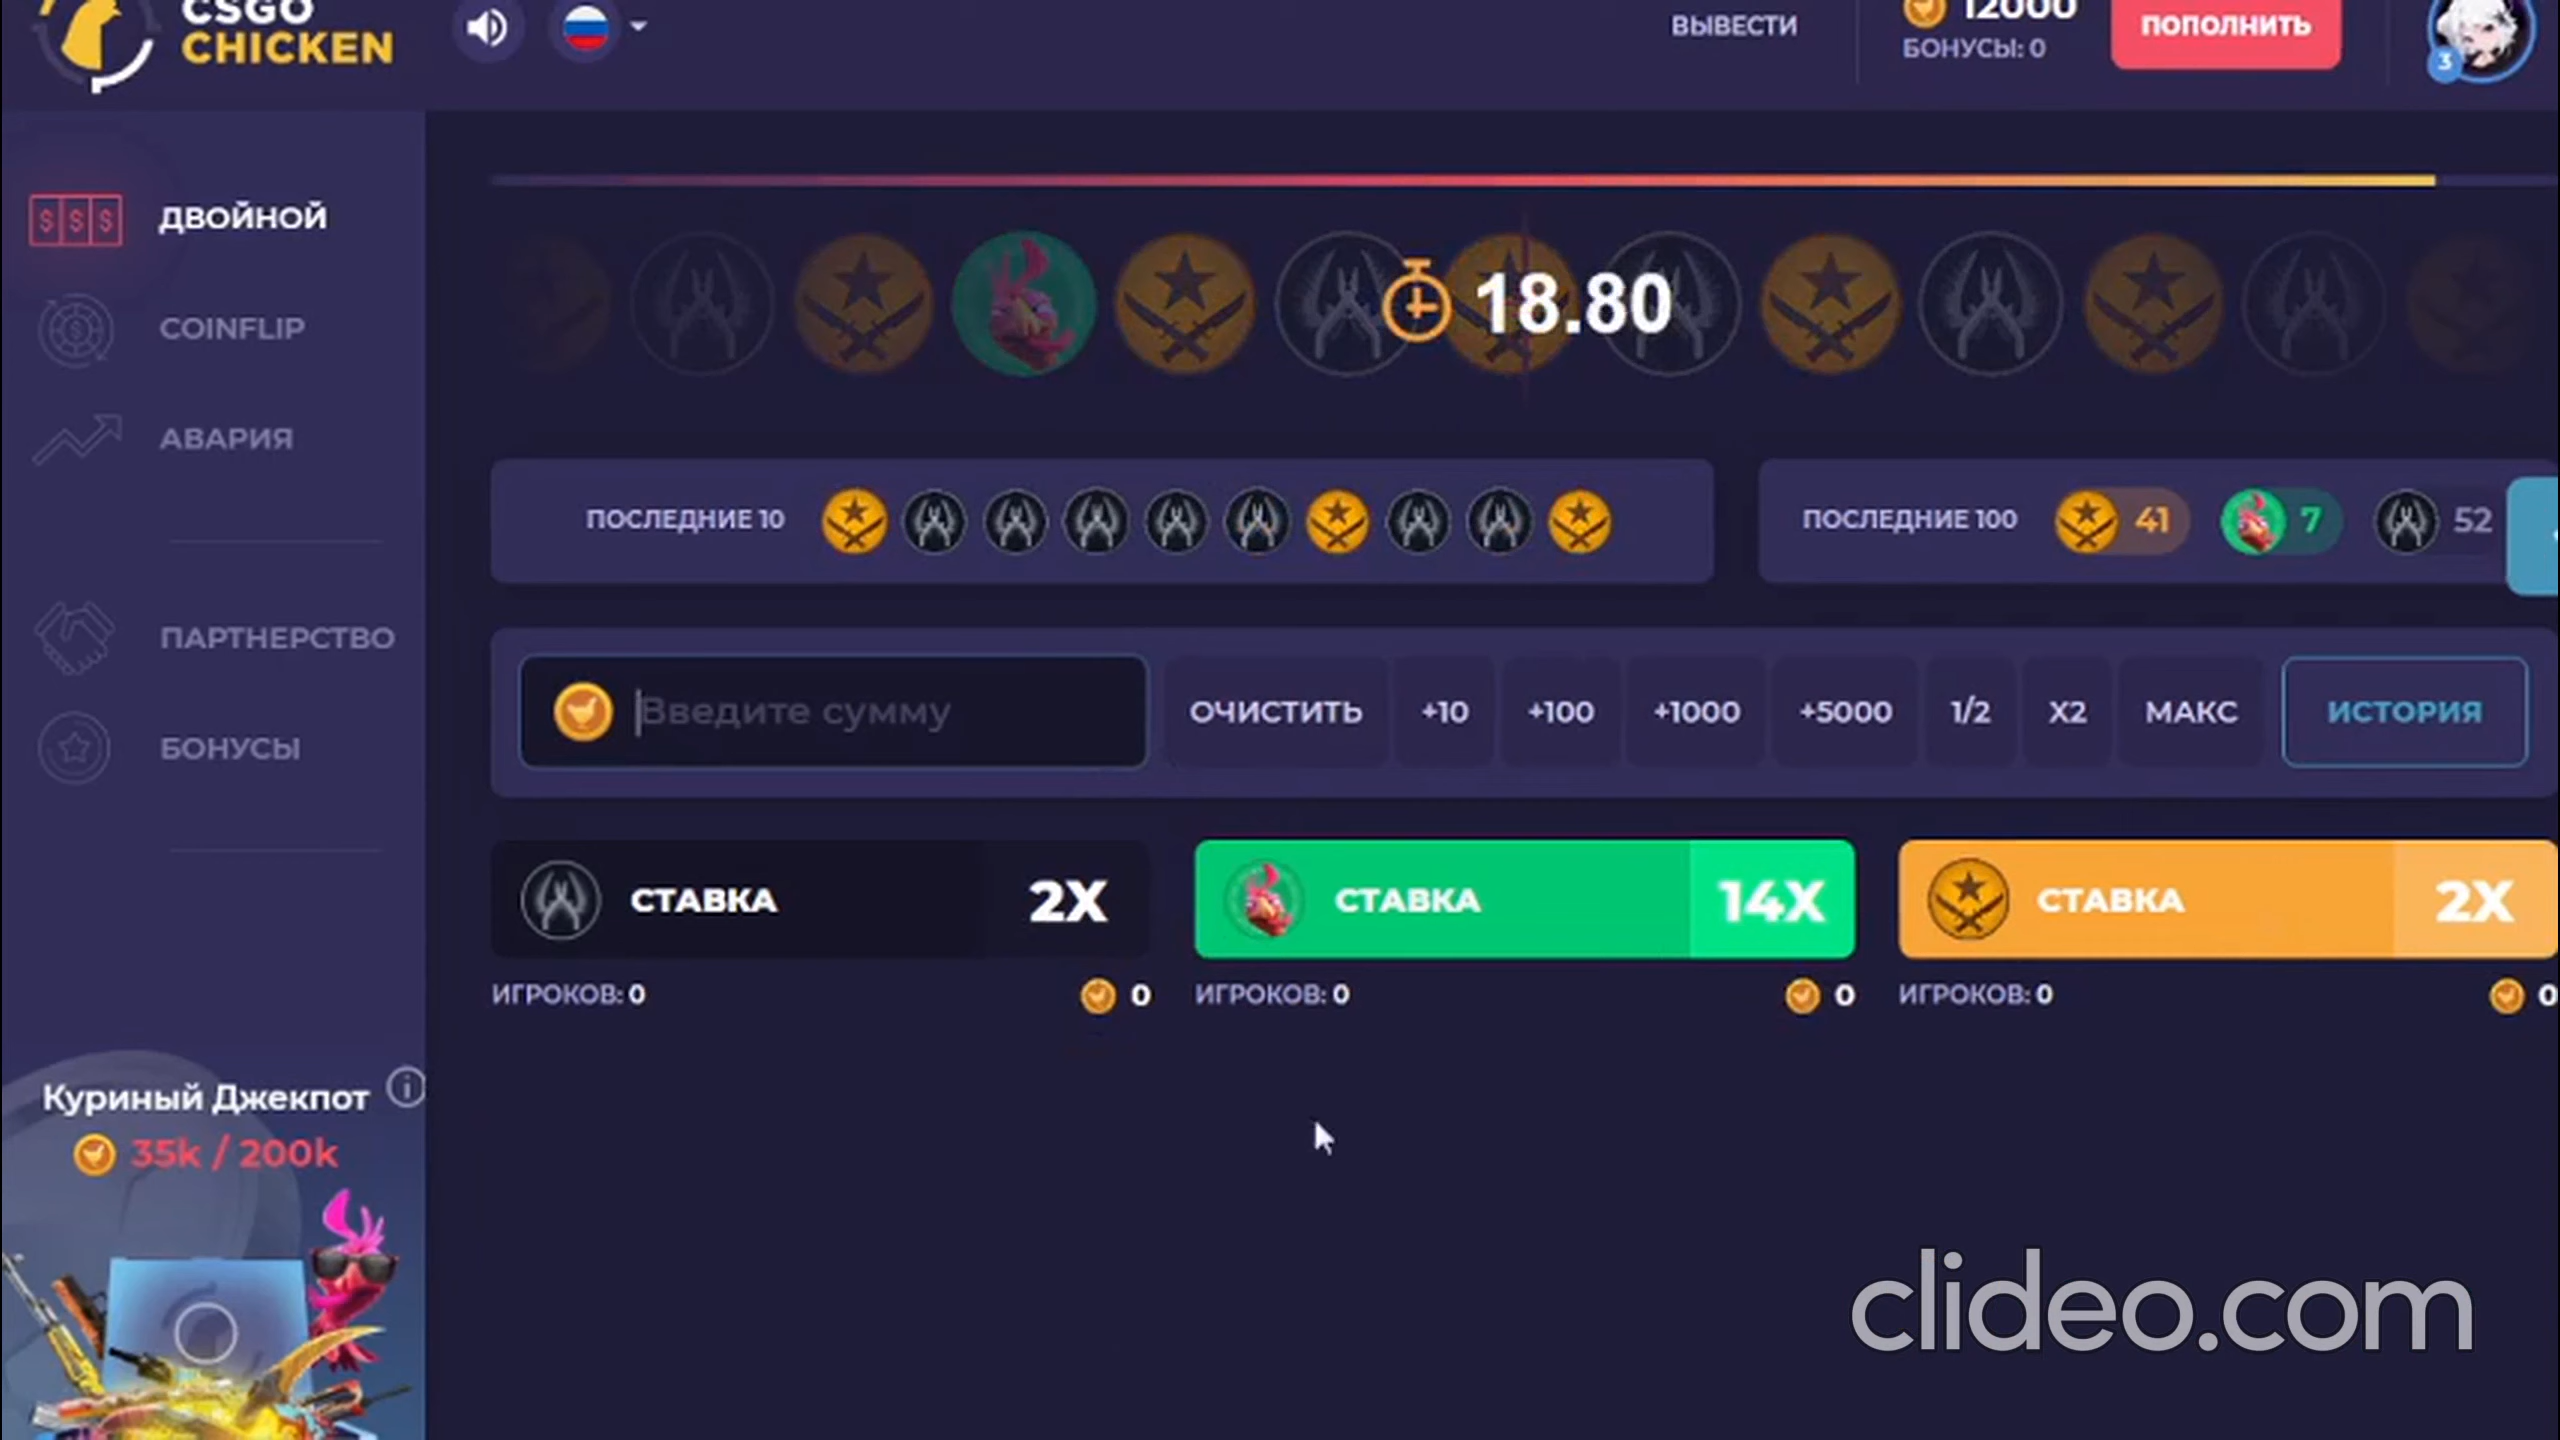 CSGO
CHICKEN
ВЫВЕСТИ
12000
БОНУСЫ: 0
ПОПОЛНИТЬ
3
ДВОЙНОЙ
COINFLIP
АВАРИЯ
ПАРТНЕРСТВО
БОНУСЫ
18.80
ПОСЛЕДНИЕ 10
ПОСЛЕДНИЕ 100
41
7
52
Введите сумму
ОЧИСТИТЬ
+10
+100
+1000
+5000
1/2
X2
МАКС
ИСТОРИЯ
СТАВКА 2X
СТАВКА 14X
СТАВКА 2X
ИГРОКОВ: 0
0
ИГРОКОВ: 0
0
ИГРОКОВ: 0
0
Куриный Джекпот
35k / 200k
clideo.com